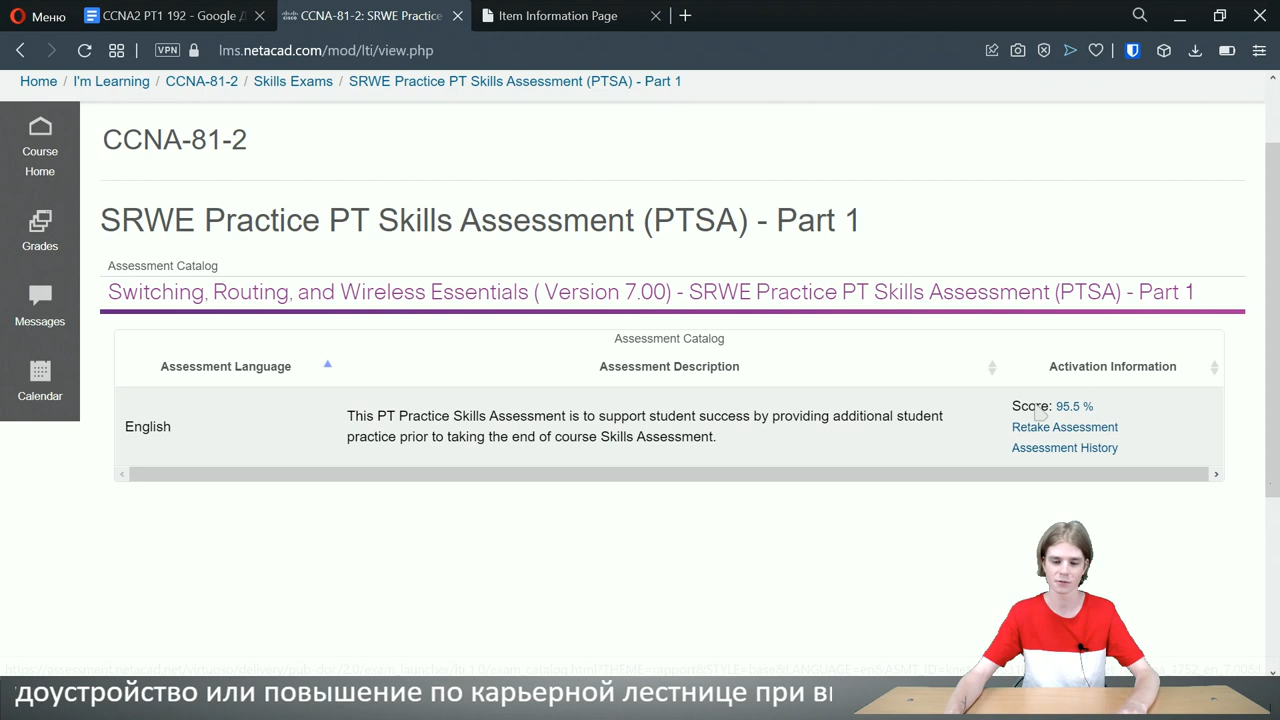 Меню
CCNA2 PT1 192 - Google Д
CCNA-81-2: SRWE Practice
Item Information Page
VPN
lms.netacad.com/mod/lti/view.php
Home / I'm Learning / CCNA-81-2 / Skills Exams / SRWE Practice PT Skills Assessment (PTSA) - Part 1
Course
Home
Grades
Messages
Calendar
CCNA-81-2
SRWE Practice PT Skills Assessment (PTSA) - Part 1
Assessment Catalog
Switching, Routing, and Wireless Essentials ( Version 7.00) - SRWE Practice PT Skills Assessment (PTSA) - Part 1
Assessment Catalog
Assessment Language
Assessment Description
Activation Information
English
This PT Practice Skills Assessment is to support student success by providing additional student
practice prior to taking the end of course Skills Assessment.
Score: 95.5 %
Retake Assessment
Assessment History
доустройство или повышение по карьерной лестнице при вы